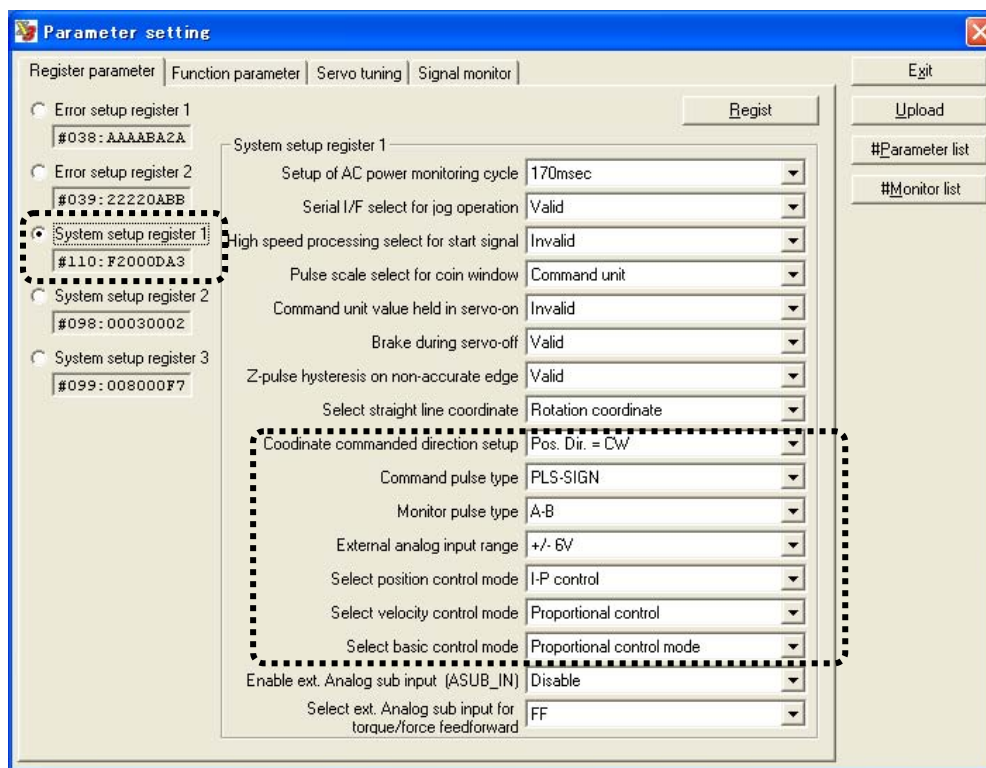 Parameter setting
Register parameter Function parameter Servo tuning Signal monitor
Exit
Upload
#Parameter list
#Monitor list
Error setup register 1
#038:AAAABA2A
Error setup register 2
#039:22220ABB
System setup register 1
#110:F2000DA3
System setup register 2
#098:00030002
System setup register 3
#099:008000F7
Regist
System setup register 1
Setup of AC power monitoring cycle 170msec
Serial I/F select for jog operation Valid
High speed processing select for start signal Invalid
Pulse scale select for coin window Command unit
Command unit value held in servo-on Invalid
Brake during servo-off Valid
Z-pulse hysteresis on non-accurate edge Valid
Select straight line coordinate Rotation coordinate
Coodinate commanded direction setup Pos. Dir. = CW
Command pulse type PLS-SIGN
Monitor pulse type A-B
External analog input range +/- 6V
Select position control mode I-P control
Select velocity control mode Proportional control
Select basic control mode Proportional control mode
Enable ext. Analog sub input (ASUB_IN) Disable
Select ext. Analog sub input for
torque/force feedforward FF